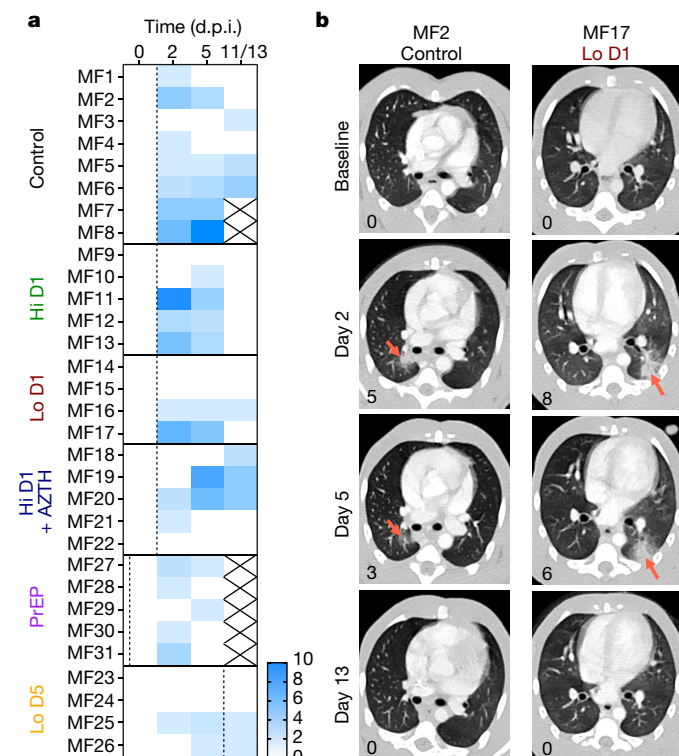 a
Time (d.p.i.)
0 2 5 11/13
Control
MF1
MF2
MF3
MF4
MF5
MF6
MF7
MF8
Hi D1
MF9
MF10
MF11
MF12
MF13
Lo D1
MF14
MF15
MF16
MF17
Hi D1
+ AZTH
MF18
MF19
MF20
MF21
MF22
PrEP
MF27
MF28
MF29
MF30
MF31
Lo D5
MF23
MF24
MF25
MF26
10
8
6
4
2
0
b
MF2
Control
MF17
Lo D1
Baseline
0
0
Day 2
5
8
Day 5
3
6
Day 13
0
0